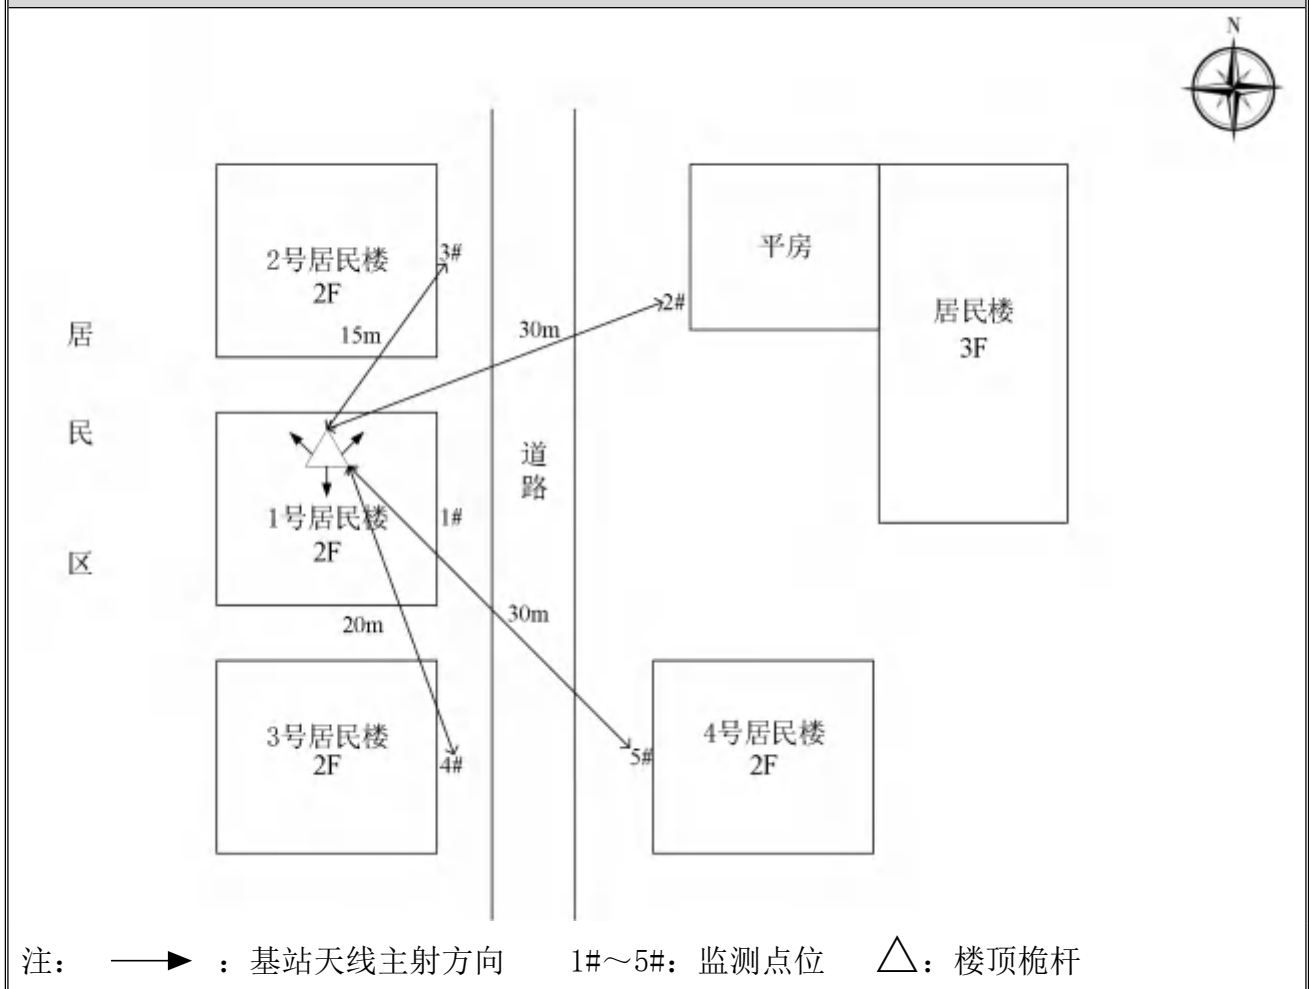 N
2号居民楼
2F
3#
平房
2#
居民楼
3F
15m
30m
居
民
区
道
路
1号居民楼
2F
1#
20m
30m
3号居民楼
2F
4#
5#
4号居民楼
2F
注： ：基站天线主射方向 1#～5#：监测点位 △：楼顶桅杆